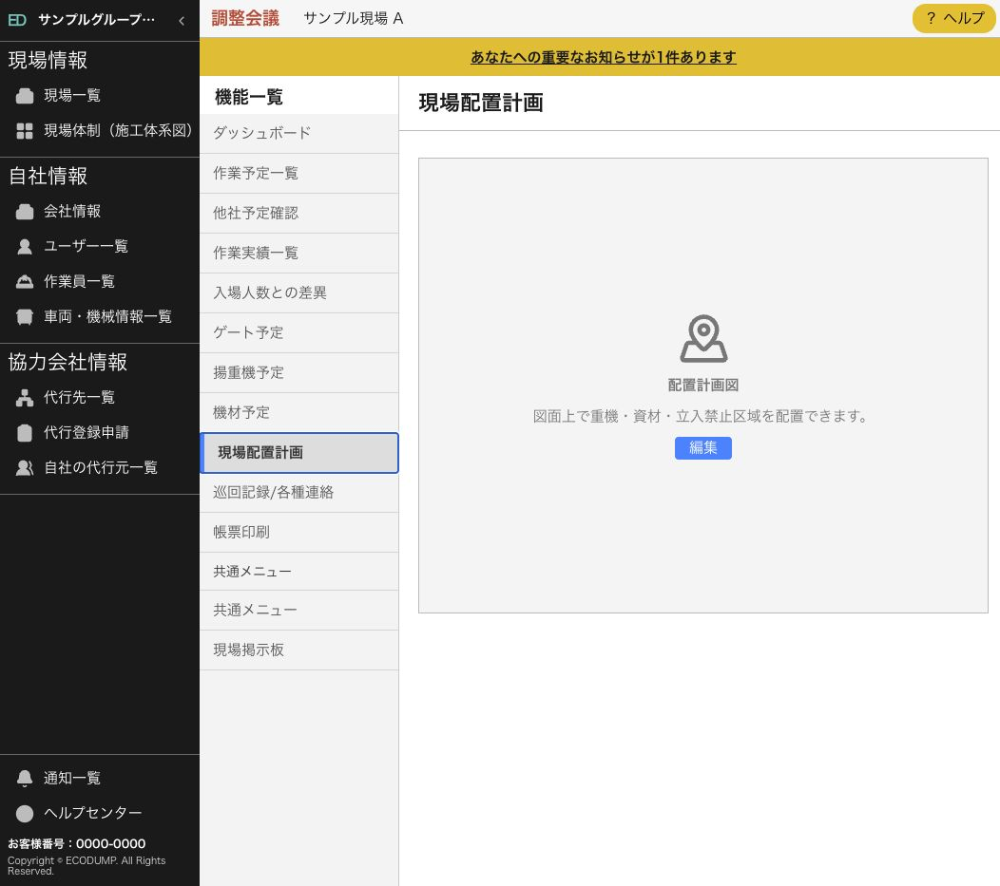 ED サンプルグループ…
現場情報
現場一覧
現場体制（施工体系図）
自社情報
会社情報
ユーザー一覧
作業員一覧
車両・機械情報一覧
協力会社情報
代行先一覧
代行登録申請
自社の代行元一覧
通知一覧
ヘルプセンター
お客様番号：0000-0000
Copyright © ECODUMP. All Rights
Reserved.
調整会議 サンプル現場 A
? ヘルプ
あなたへの重要なお知らせが1件あります
機能一覧
ダッシュボード
作業予定一覧
他社予定確認
作業実績一覧
入場人数との差異
ゲート予定
揚重機予定
機材予定
現場配置計画
巡回記録/各種連絡
帳票印刷
共通メニュー
共通メニュー
現場掲示板
現場配置計画
配置計画図
図面上で重機・資材・立入禁止区域を配置できます。
編集